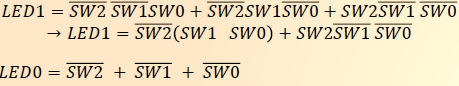 LED1 = S̅W̅2̅ S̅W̅1̅SW0 + S̅W̅2̅SW1S̅W̅0̅ + SW2S̅W̅1̅ S̅W̅0̅
→ LED1 = S̅W̅2̅(SW1 SW0) + SW2S̅W̅1̅ S̅W̅0̅
LED0 = S̅W̅2̅ + S̅W̅1̅ + S̅W̅0̅